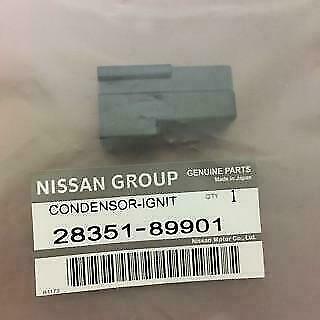 NISSAN GROUP
GENUINE PARTS
Made in Japan
CONDENSOR-IGNIT
QTY 1
28351-89901
Nissan Motor Co., Ltd.